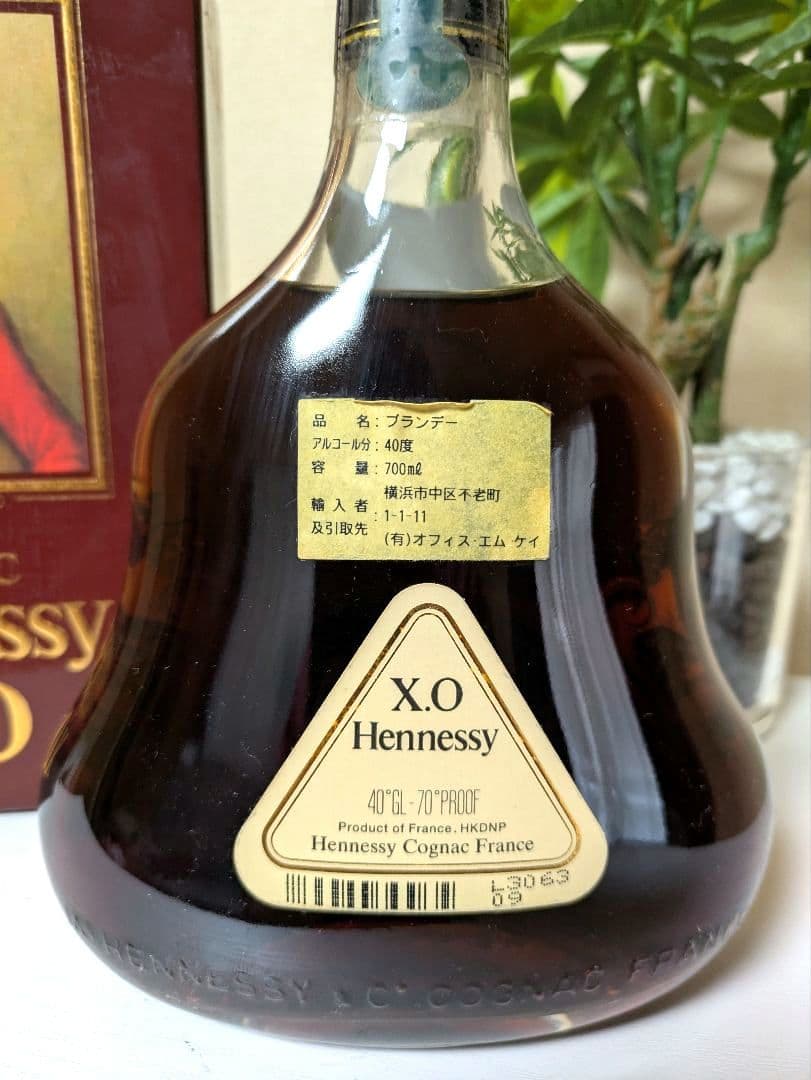 品 名：ブランデー
アルコール分：40度
容 量：700mℓ
輸入者及引取先：横浜市中区不老町
1-1-11
(有)オフィス・エム ケイ
X.O
Hennessy
40°GL-70°PROOF
Product of France. HKDNP
Hennessy Cognac France
L3063
09
HENNESSY & Cº COGNAC FRAN
C
ssy
O